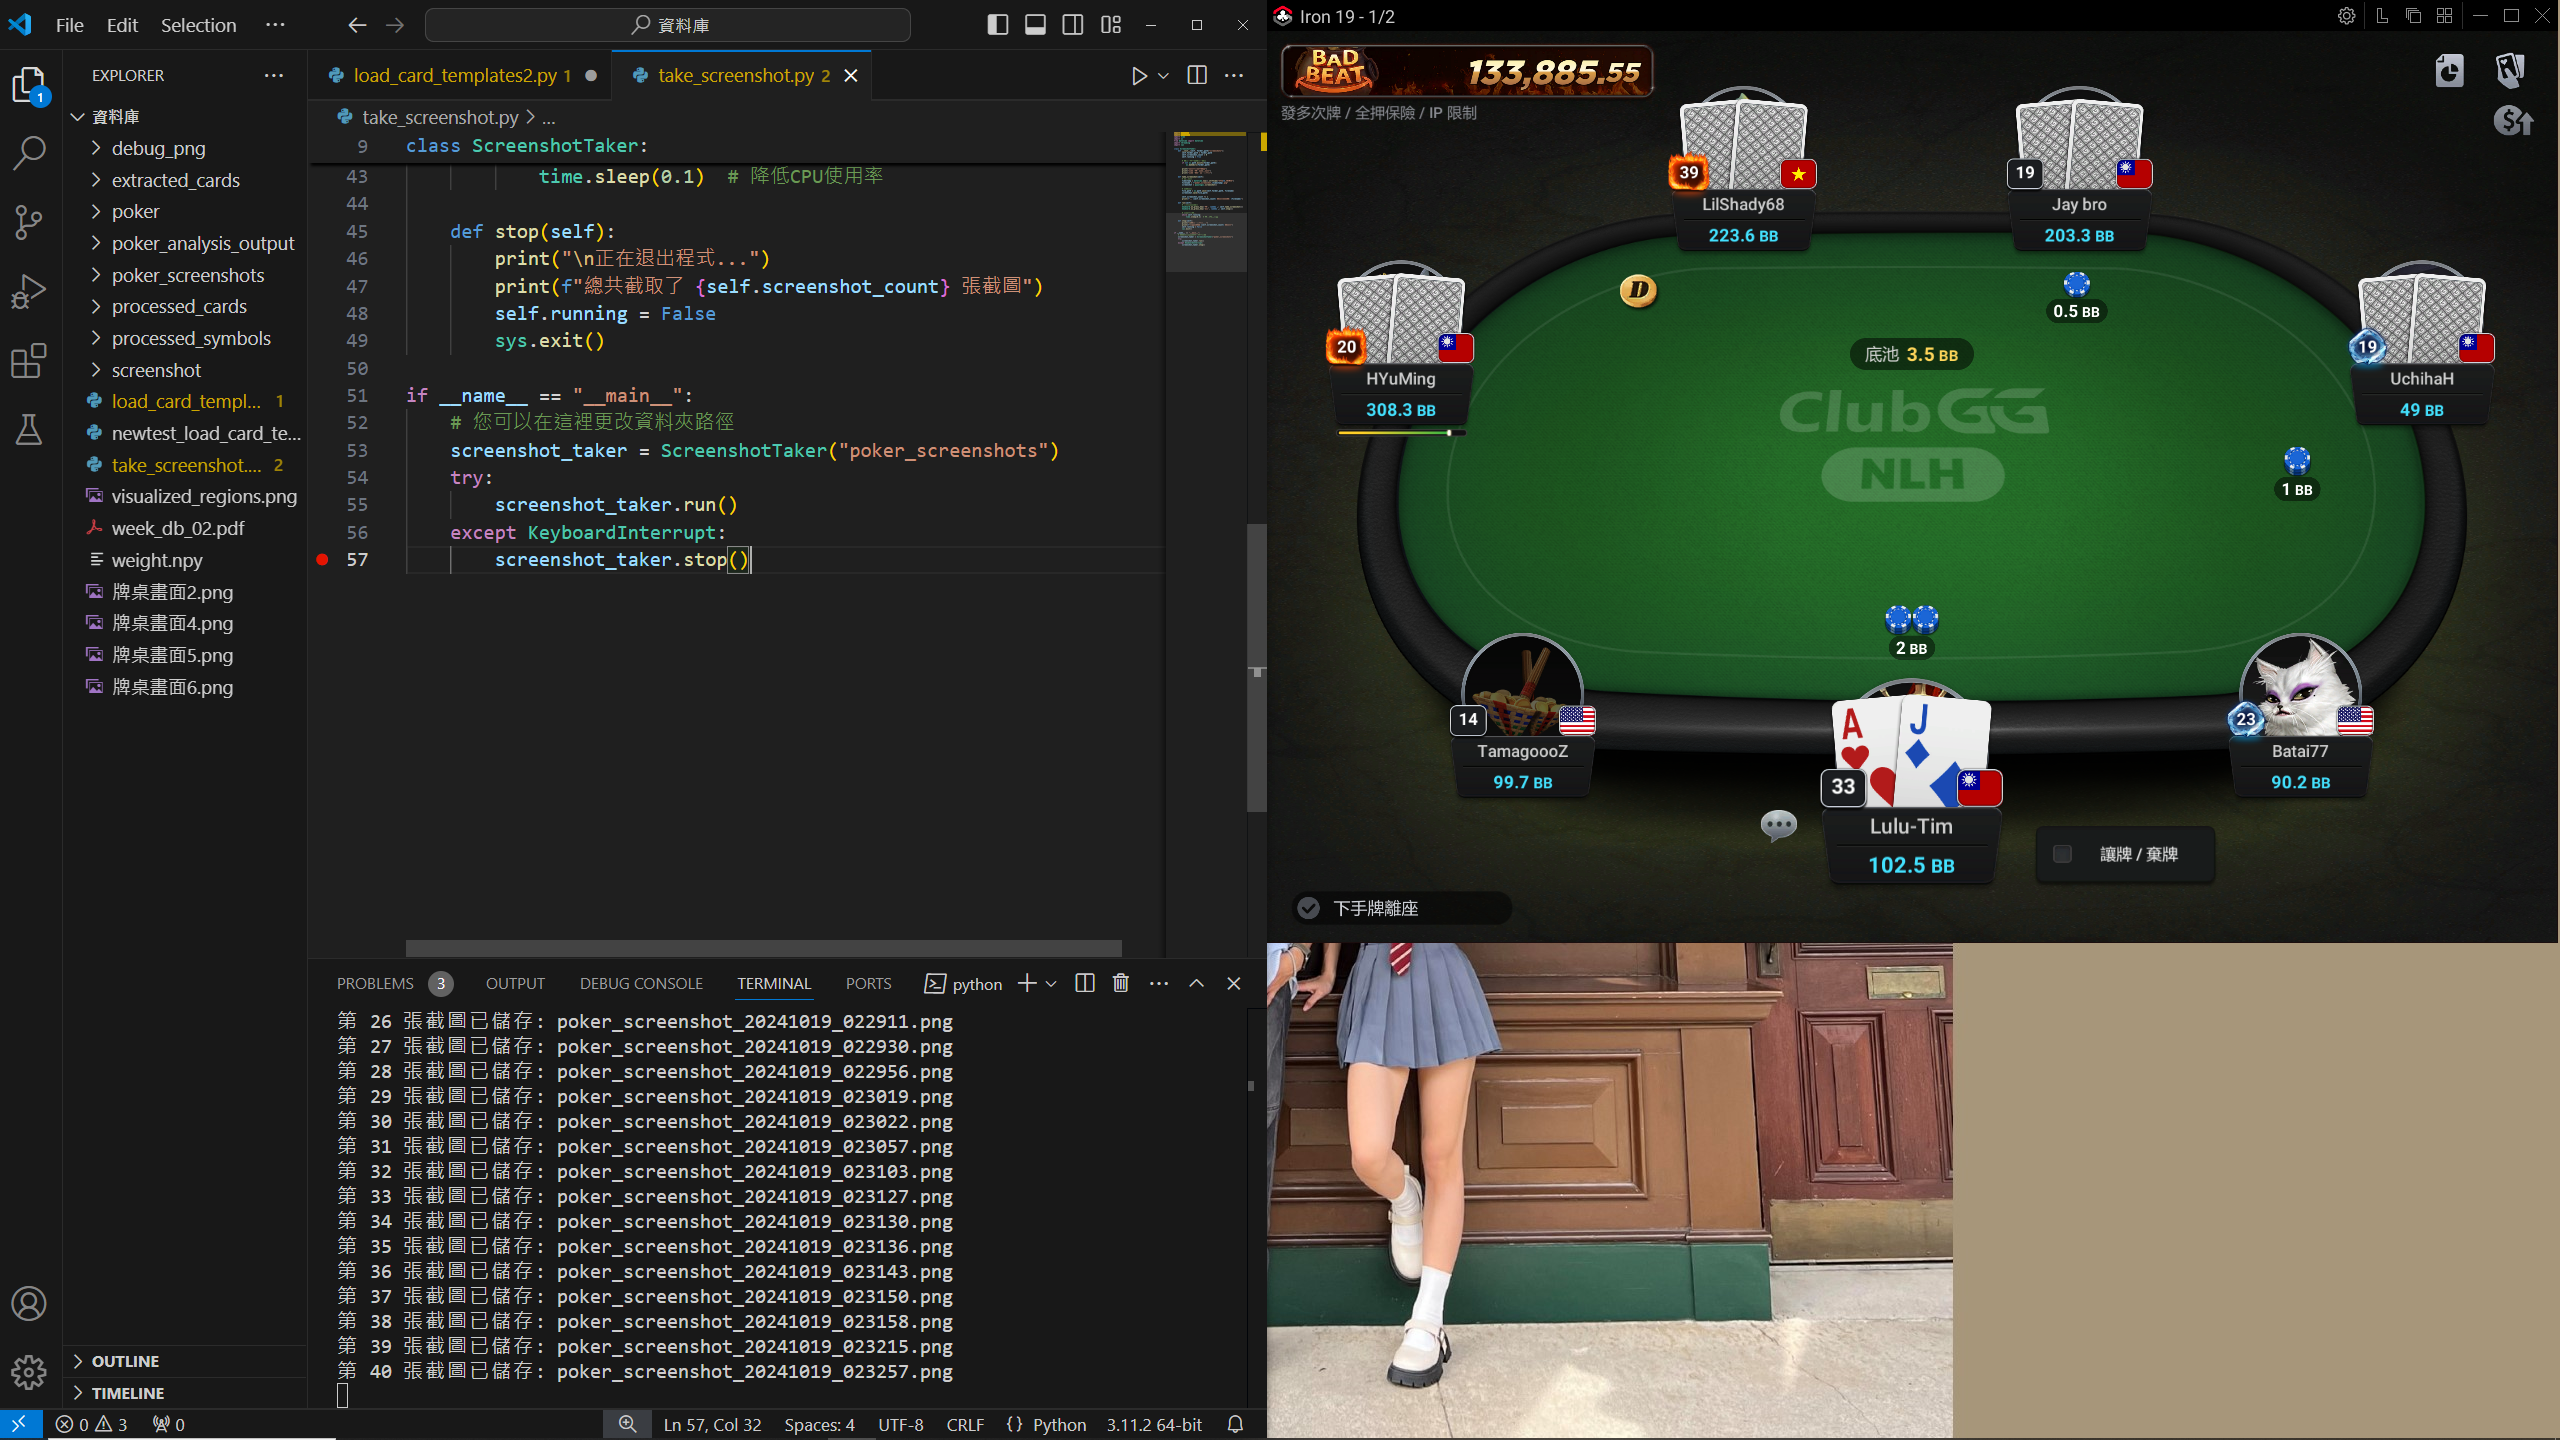 File
Edit
Selection
資料庫
EXPLORER
資料庫
debug_png
extracted_cards
poker
poker_analysis_output
poker_screenshots
processed_cards
processed_symbols
screenshot
load_card_templ... 1
newtest_load_card_te...
take_screenshot.... 2
visualized_regions.png
week_db_02.pdf
weight.npy
牌桌畫面2.png
牌桌畫面4.png
牌桌畫面5.png
牌桌畫面6.png
OUTLINE
TIMELINE
1
load_card_templates2.py 1
take_screenshot.py 2
take_screenshot.py > ...
9 class ScreenshotTaker:
43 time.sleep(0.1) # 降低CPU使用率
44
45 def stop(self):
46 print("\n正在退出程式...")
47 print(f"總共截取了 {self.screenshot_count} 張截圖")
48 self.running = False
49 sys.exit()
50
51 if __name__ == "__main__":
52 # 您可以在這裡更改資料夾路徑
53 screenshot_taker = ScreenshotTaker("poker_screenshots")
54 try:
55 screenshot_taker.run()
56 except KeyboardInterrupt:
57 screenshot_taker.stop()
PROBLEMS 3 OUTPUT DEBUG CONSOLE TERMINAL PORTS python
第 26 張截圖已儲存: poker_screenshot_20241019_022911.png
第 27 張截圖已儲存: poker_screenshot_20241019_022930.png
第 28 張截圖已儲存: poker_screenshot_20241019_022956.png
第 29 張截圖已儲存: poker_screenshot_20241019_023019.png
第 30 張截圖已儲存: poker_screenshot_20241019_023022.png
第 31 張截圖已儲存: poker_screenshot_20241019_023057.png
第 32 張截圖已儲存: poker_screenshot_20241019_023103.png
第 33 張截圖已儲存: poker_screenshot_20241019_023127.png
第 34 張截圖已儲存: poker_screenshot_20241019_023130.png
第 35 張截圖已儲存: poker_screenshot_20241019_023136.png
第 36 張截圖已儲存: poker_screenshot_20241019_023143.png
第 37 張截圖已儲存: poker_screenshot_20241019_023150.png
第 38 張截圖已儲存: poker_screenshot_20241019_023158.png
第 39 張截圖已儲存: poker_screenshot_20241019_023215.png
第 40 張截圖已儲存: poker_screenshot_20241019_023257.png
0 3 0
Ln 57, Col 32 Spaces: 4 UTF-8 CRLF {} Python 3.11.2 64-bit
Iron 19 - 1/2
BAD BEAT 133,885.55
發多次牌 / 全押保險 / IP 限制
39
LilShady68
223.6 BB
19
Jay bro
203.3 BB
20
HYuMing
308.3 BB
D
0.5 BB
19
UchihaH
49 BB
底池 3.5 BB
ClubGG
NLH
1 BB
2 BB
14
TamagoooZ
99.7 BB
A J
33
Lulu-Tim
102.5 BB
23
Batai77
90.2 BB
讓牌 / 棄牌
下手牌離座